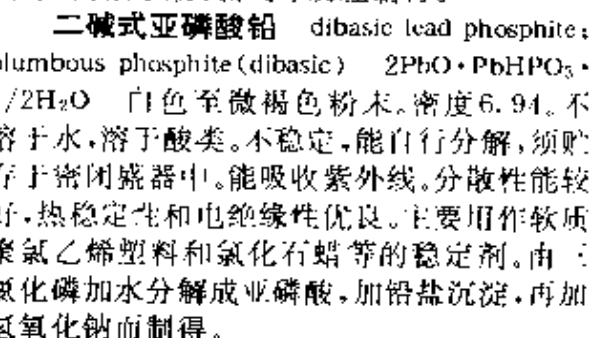 二碱式亚磷酸铅 dibasic lead phosphite;
plumbous phosphite(dibasic) 2PbO·PbHPO₃·
1/2H₂O 白色至微褐色粉末。密度6.94。不
溶于水,溶于酸类。不稳定,能自行分解,须贮
存于密闭盛器中。能吸收紫外线。分散性能较
好,热稳定性和电绝缘性优良。主要用作软质
聚氯乙烯塑料和氯化石蜡等的稳定剂。由三
氯化磷加水分解成亚磷酸,加铅盐沉淀,再加
氢氧化钠而制得。